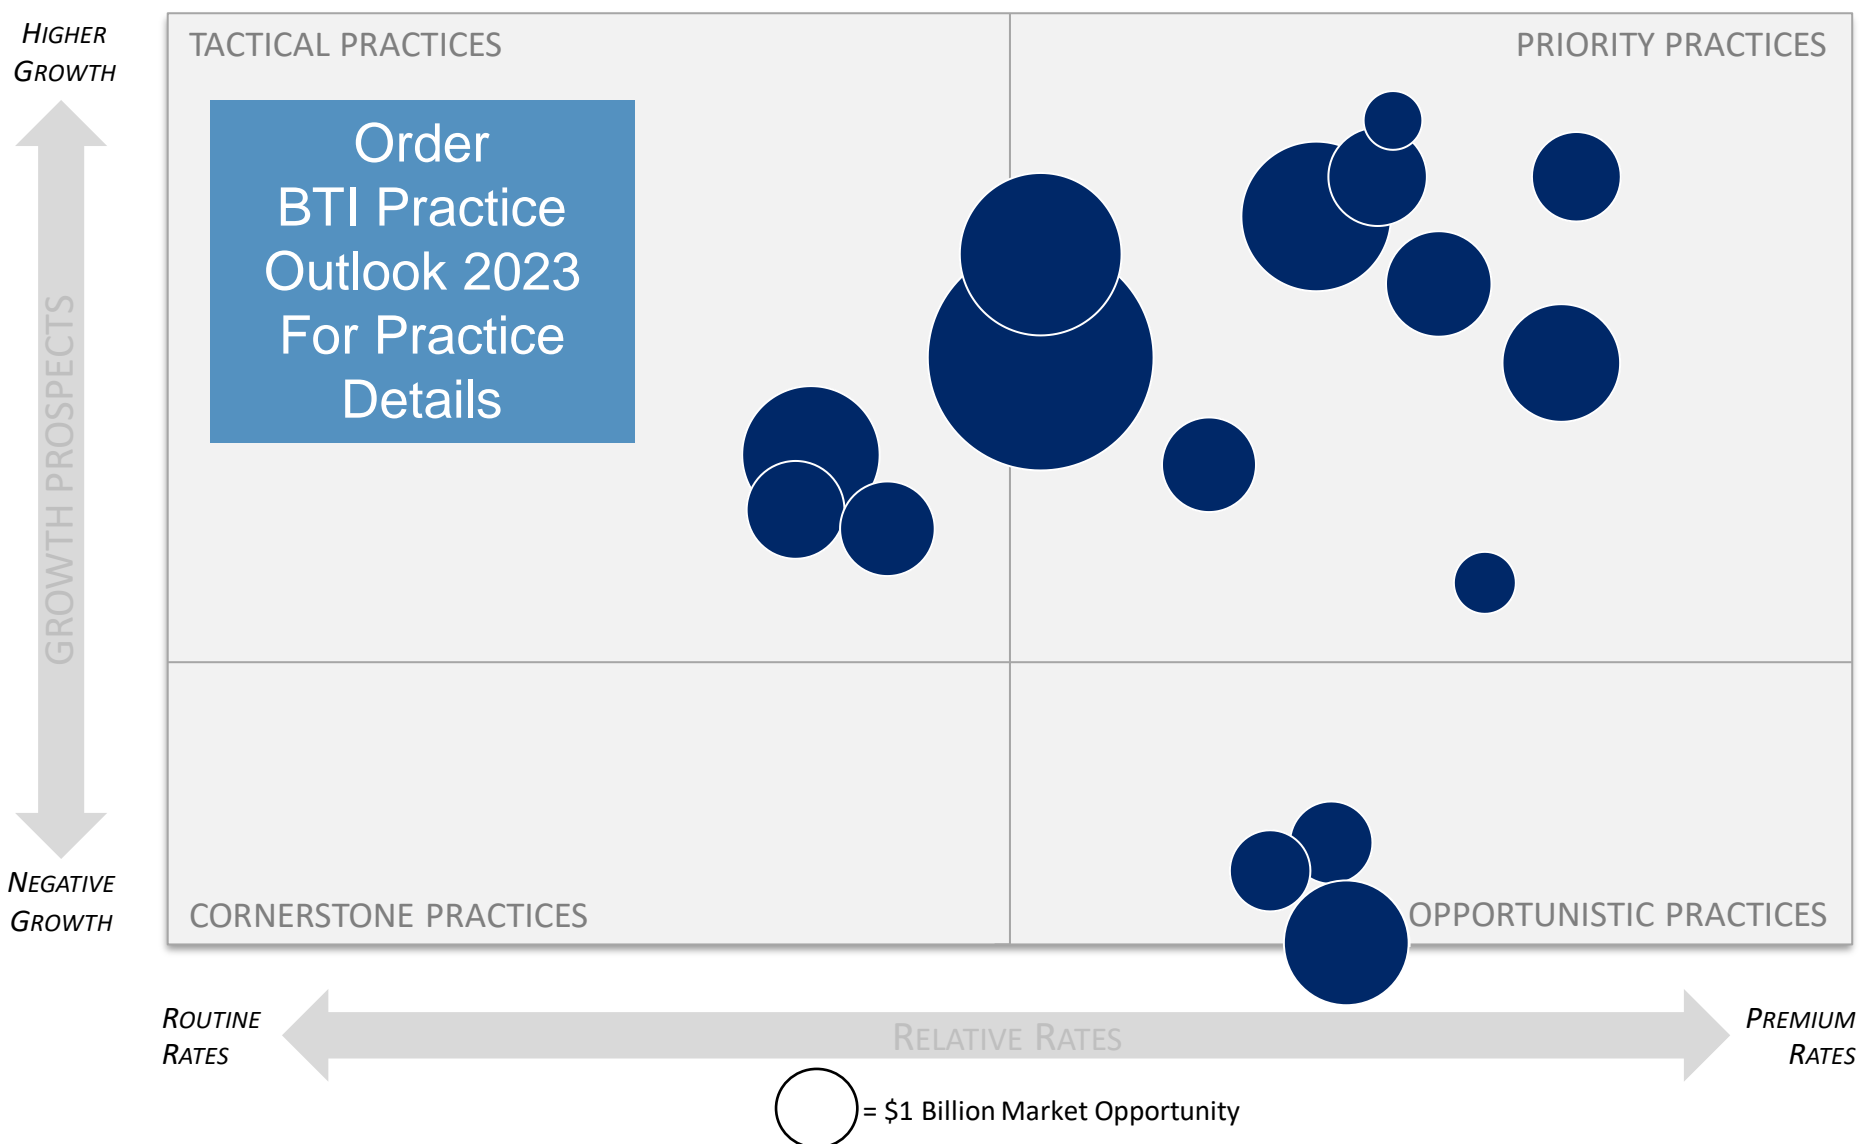 HIGHER
GROWTH
TACTICAL PRACTICES
PRIORITY PRACTICES
Order
BTI Practice
Outlook 2023
For Practice
Details
GROWTH PROSPECTS
NEGATIVE
GROWTH
CORNERSTONE PRACTICES
OPPORTUNISTIC PRACTICES
ROUTINE
RATES
RELATIVE RATES
PREMIUM
RATES
= $1 Billion Market Opportunity